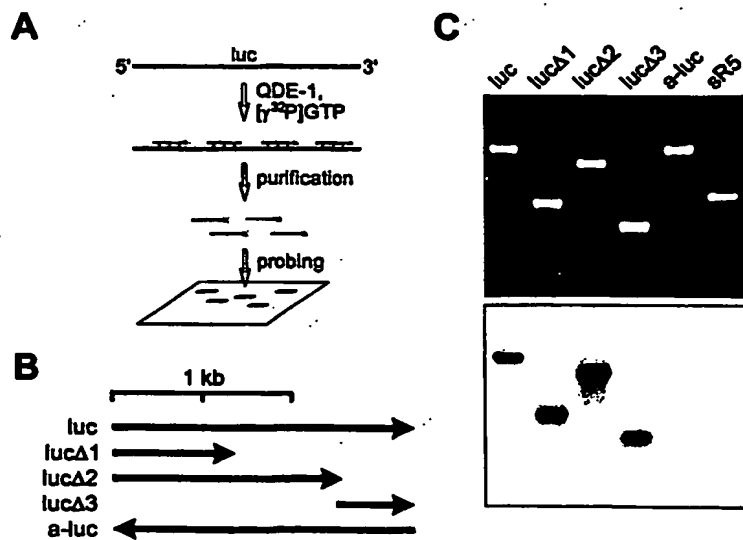 A
luc
5' 3'
QDE-1,
[γ³²P]GTP
purification
probing
B
1 kb
luc
lucΔ1
lucΔ2
lucΔ3
a-luc
C
luc
lucΔ1
lucΔ2
lucΔ3
a-luc
sR5